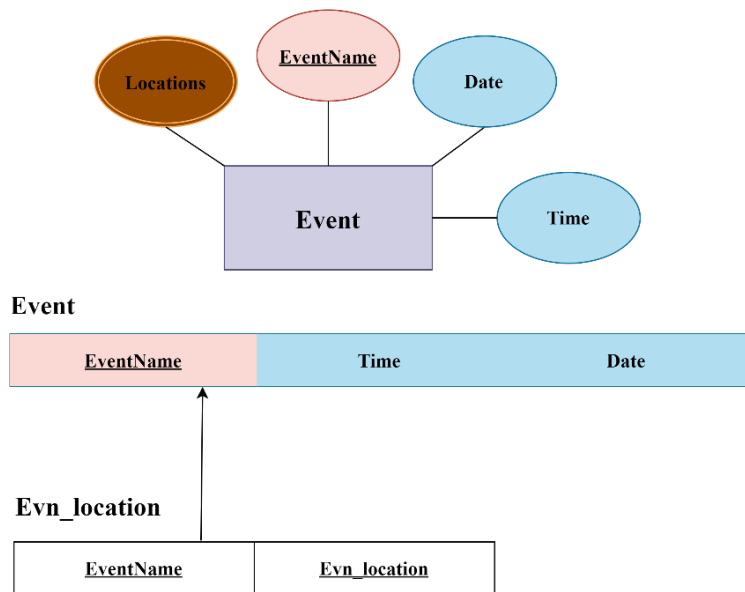 EventName
Locations
Date
Event
Time
Event
EventName Time Date
Evn_location
EventName Evn_location